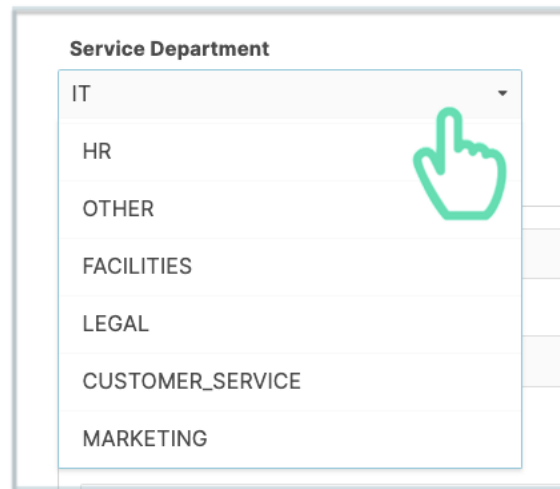 Service Department
IT
HR
OTHER
FACILITIES
LEGAL
CUSTOMER_SERVICE
MARKETING